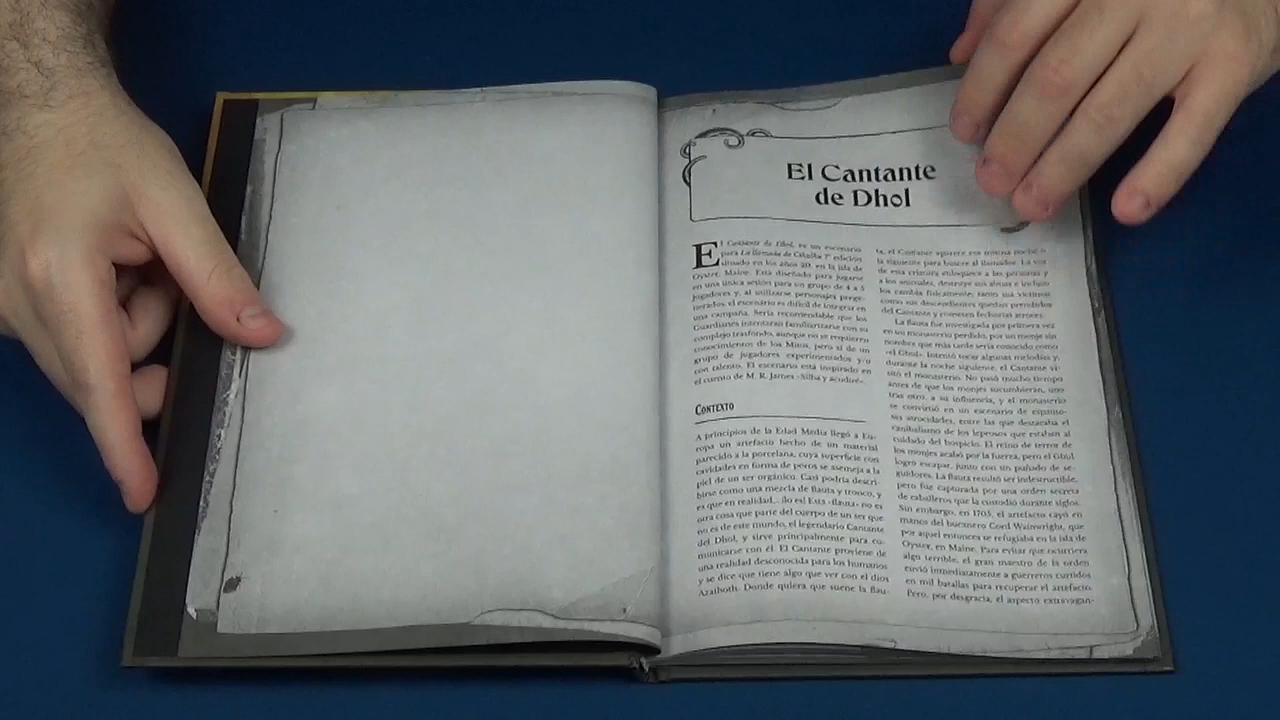 El Cantante
de Dhol
El Cantante de Dhol, es un escenario
para La llamada de Cthulhu 7ª edición
situado en los años 20, en la isla de
Oyster, Maine. Está diseñado para jugarse
en una única sesión para un grupo de 4 a 5
jugadores y, al utilizarse personajes prege-
nerados, el escenario es difícil de integrar en
una campaña. Sería recomendable que los
Guardianes intentaran familiarizarse con su
complejo trasfondo, aunque no se requieren
conocimientos de los Mitos, pero sí de un
grupo de jugadores experimentados y/o
con talento. El escenario está inspirado en
el cuento de M. R. James «Silba y acudiré».
Contexto
A principios de la Edad Media llegó a Eu-
ropa un artefacto hecho de un material
parecido a la porcelana, cuya superficie con
cavidades en forma de poros se asemeja a la
piel de un ser orgánico. Casi podría descri-
birse como una mezcla de flauta y tronco, y
es que en realidad... ¡lo es! Esta «flauta» no es
otra cosa que parte del cuerpo de un ser que
no es de este mundo, el legendario Cantante
del Dhol, y sirve principalmente para co-
municarse con él. El Cantante proviene de
una realidad desconocida para los humanos
y se dice que tiene algo que ver con el dios
Azathoth. Donde quiera que suene la flau-
ta, el Cantante aparece esa misma noche o
la siguiente para buscar al llamador. La voz
de esta criatura enloquece a las personas y
a los animales, destruye sus almas e incluso
los cambia físicamente; tanto sus víctimas
como sus descendientes quedan prendidos
del Cantante y cometen fechorías atroces.
La flauta fue investigada por primera vez
en un monasterio perdido, por un monje sin
nombre que más tarde sería conocido como
«el Ghul». Intentó tocar algunas melodías y,
durante la noche siguiente, el Cantante vi-
sitó el monasterio. No pasó mucho tiempo
antes de que los monjes sucumbieran, uno
tras otro, a su influencia, y el monasterio
se convirtió en un escenario de espanto-
sas atrocidades, entre las que destacaba el
canibalismo de los leprosos que estaban al
cuidado del hospicio. El reino de terror de
los monjes acabó por la fuerza, pero el Ghul
logró escapar, junto con un puñado de se-
guidores. La flauta resultó ser indestructible,
pero fue capturada por una orden secreta
de caballeros que la custodió durante siglos.
Sin embargo, en 1705, el artefacto cayó en
manos del bucanero Cord Wainwright, que
por aquel entonces se refugiaba en la isla de
Oyster, en Maine. Para evitar que ocurriera
algo terrible, el gran maestro de la orden
envió inmediatamente a guerreros curtidos
en mil batallas para recuperar el artefacto.
Pero, por desgracia, el aspecto extravagan-